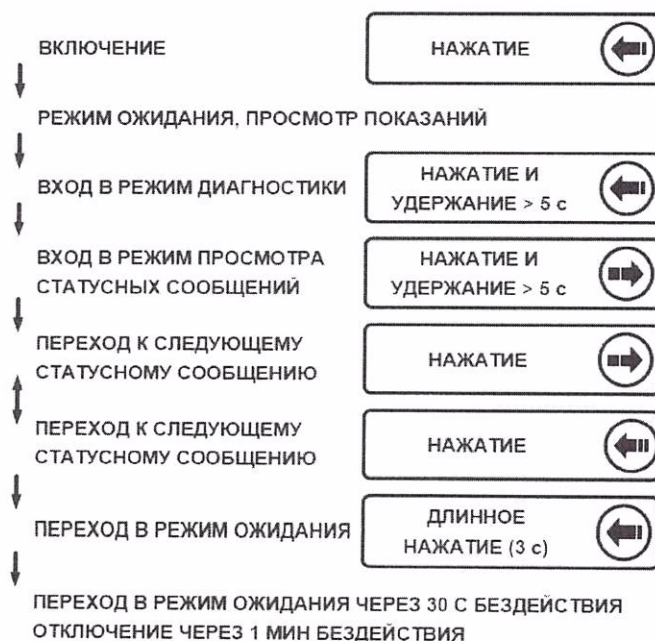 ВКЛЮЧЕНИЕ
НАЖАТИЕ
РЕЖИМ ОЖИДАНИЯ, ПРОСМОТР ПОКАЗАНИЙ
ВХОД В РЕЖИМ ДИАГНОСТИКИ
НАЖАТИЕ И
УДЕРЖАНИЕ > 5 с
ВХОД В РЕЖИМ ПРОСМОТРА
СТАТУСНЫХ СООБЩЕНИЙ
НАЖАТИЕ И
УДЕРЖАНИЕ > 5 с
ПЕРЕХОД К СЛЕДУЮЩЕМУ
СТАТУСНОМУ СООБЩЕНИЮ
НАЖАТИЕ
ПЕРЕХОД К СЛЕДУЮЩЕМУ
СТАТУСНОМУ СООБЩЕНИЮ
НАЖАТИЕ
ПЕРЕХОД В РЕЖИМ ОЖИДАНИЯ
ДЛИННОЕ
НАЖАТИЕ (3 с)
ПЕРЕХОД В РЕЖИМ ОЖИДАНИЯ ЧЕРЕЗ 30 С БЕЗДЕЙСТВИЯ
ОТКЛЮЧЕНИЕ ЧЕРЕЗ 1 МИН БЕЗДЕЙСТВИЯ